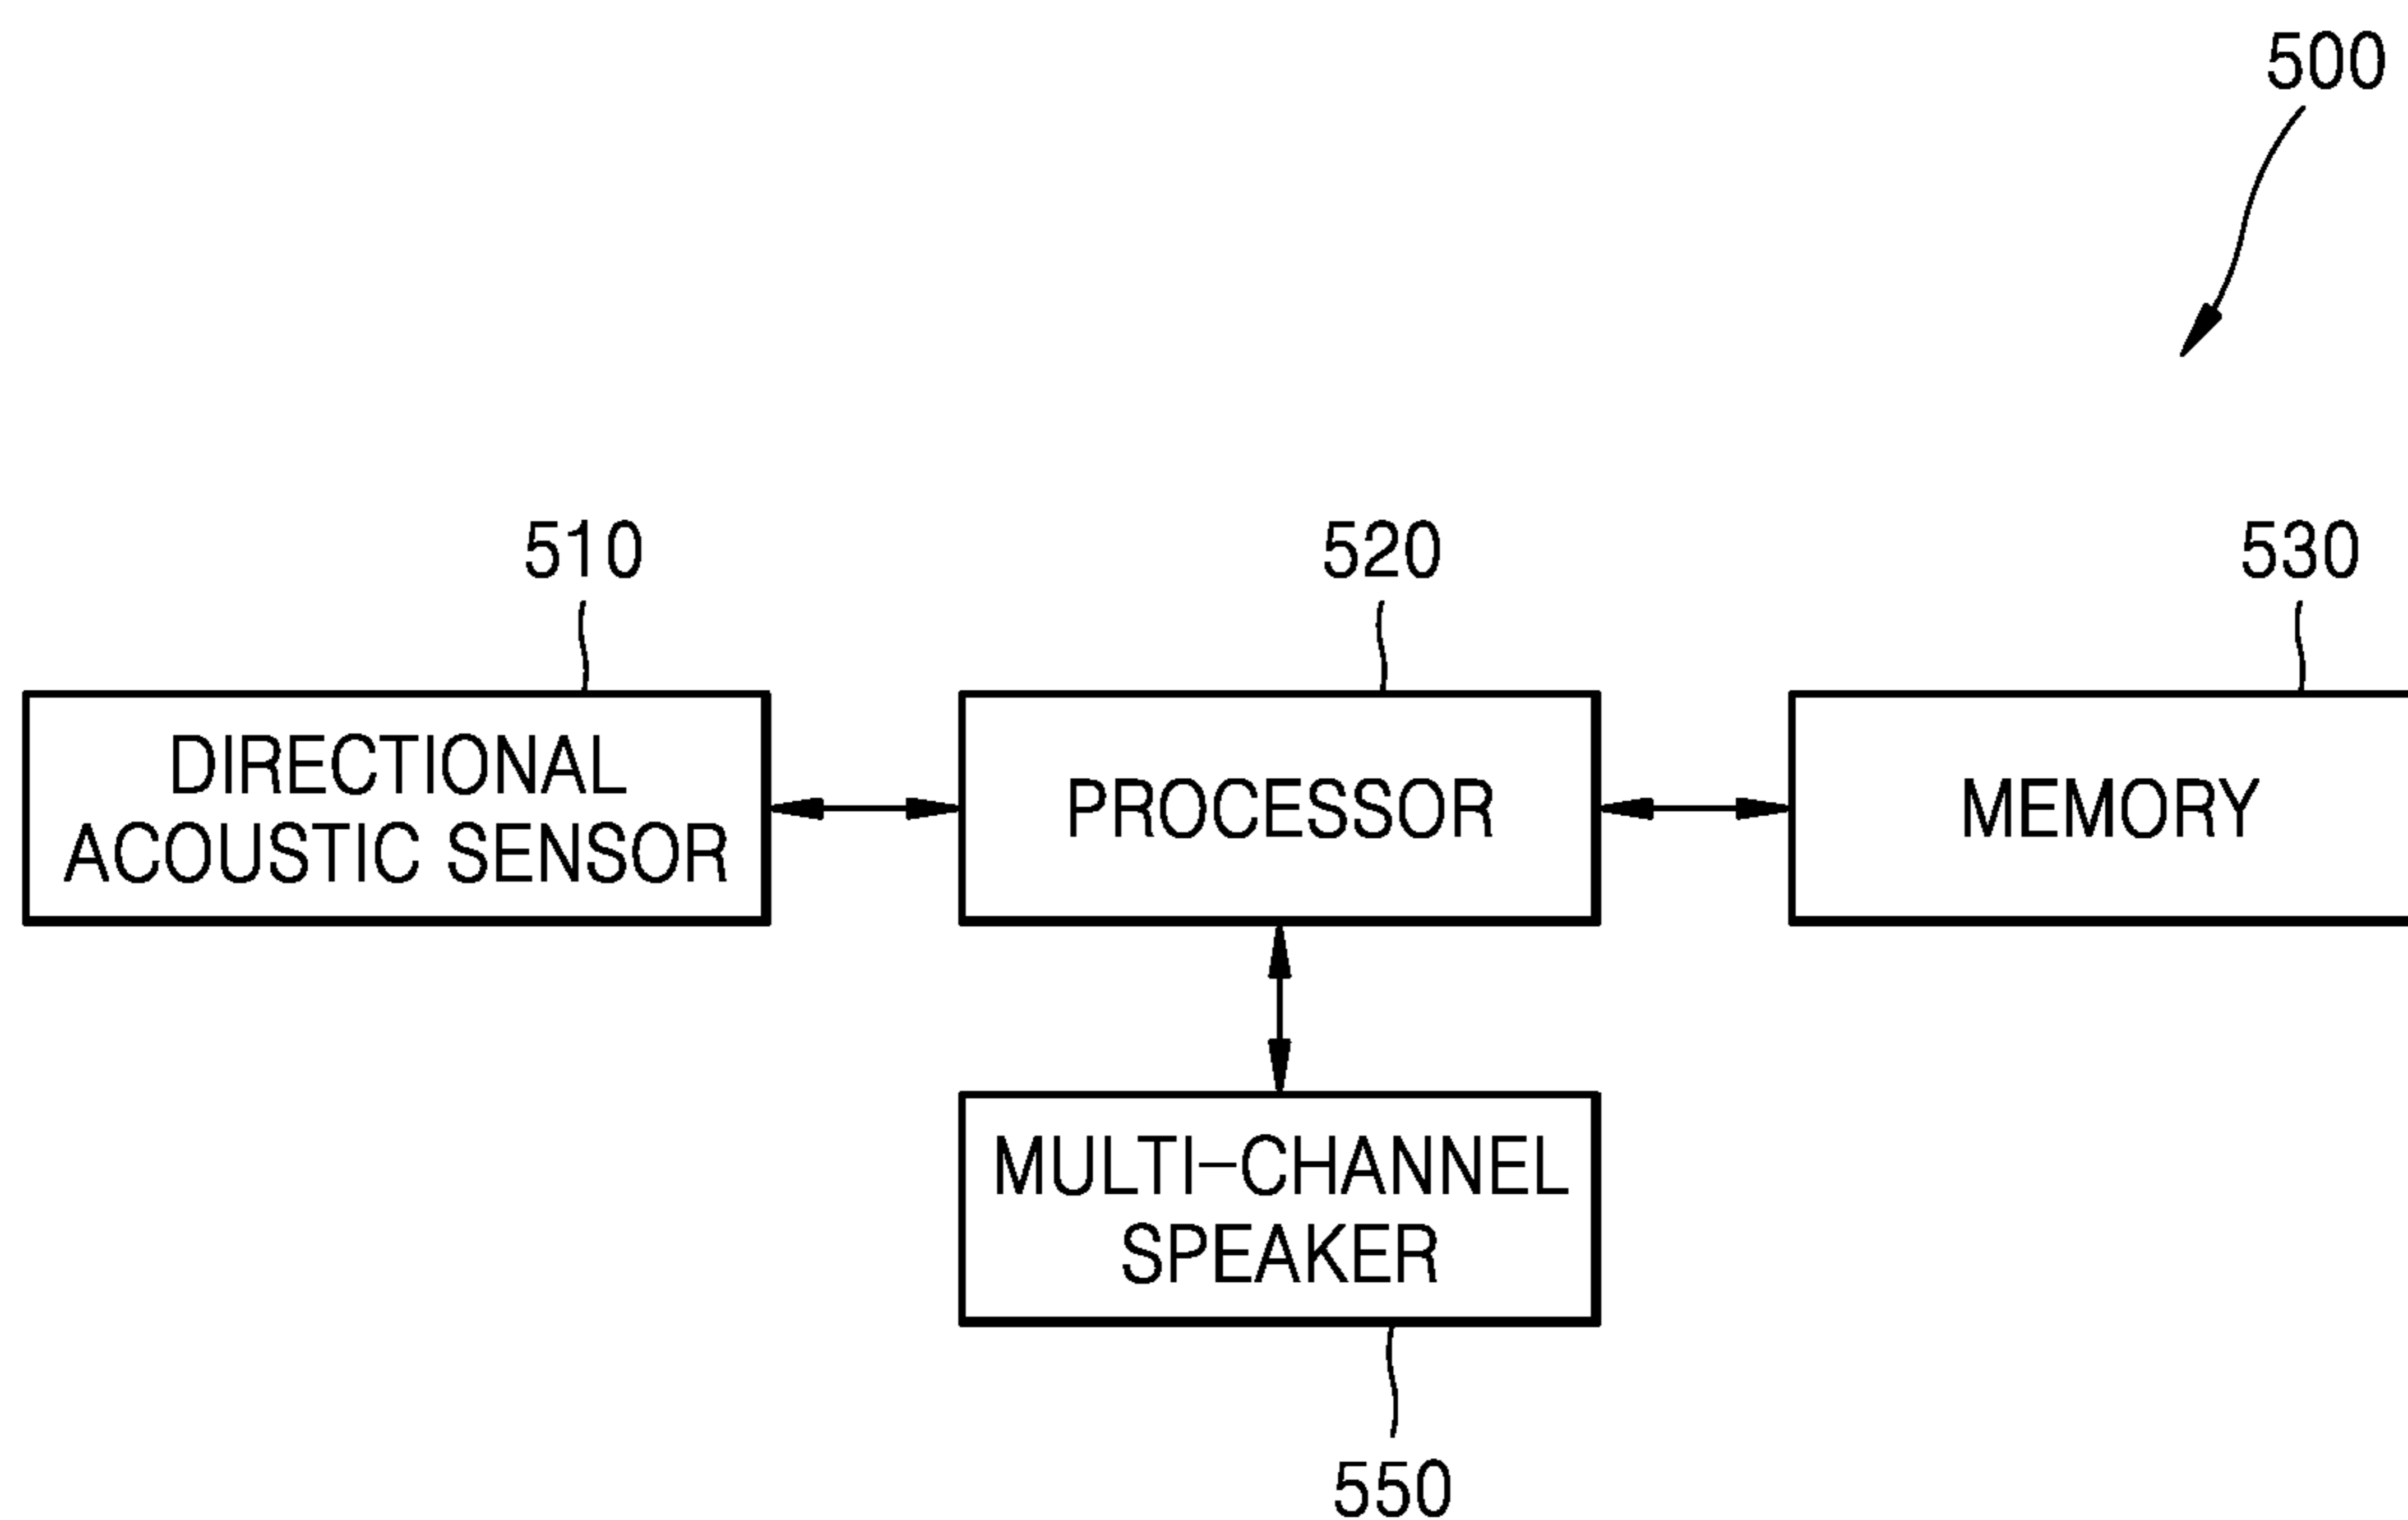 500
510
520
530
DIRECTIONAL
ACOUSTIC SENSOR
PROCESSOR
MEMORY
MULTI–CHANNEL
SPEAKER
550